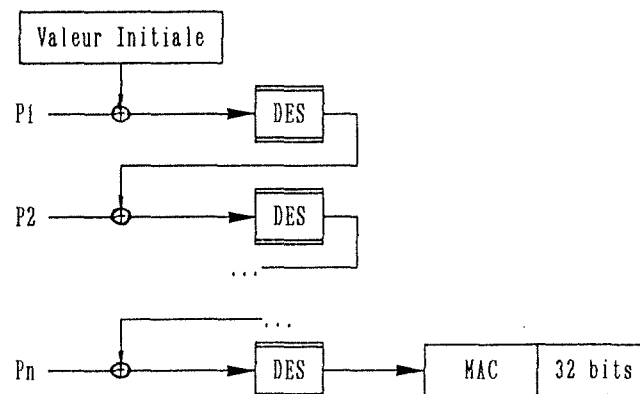 Valeur Initiale
P1 DES
P2 DES
...
...
Pn DES MAC 32 bits